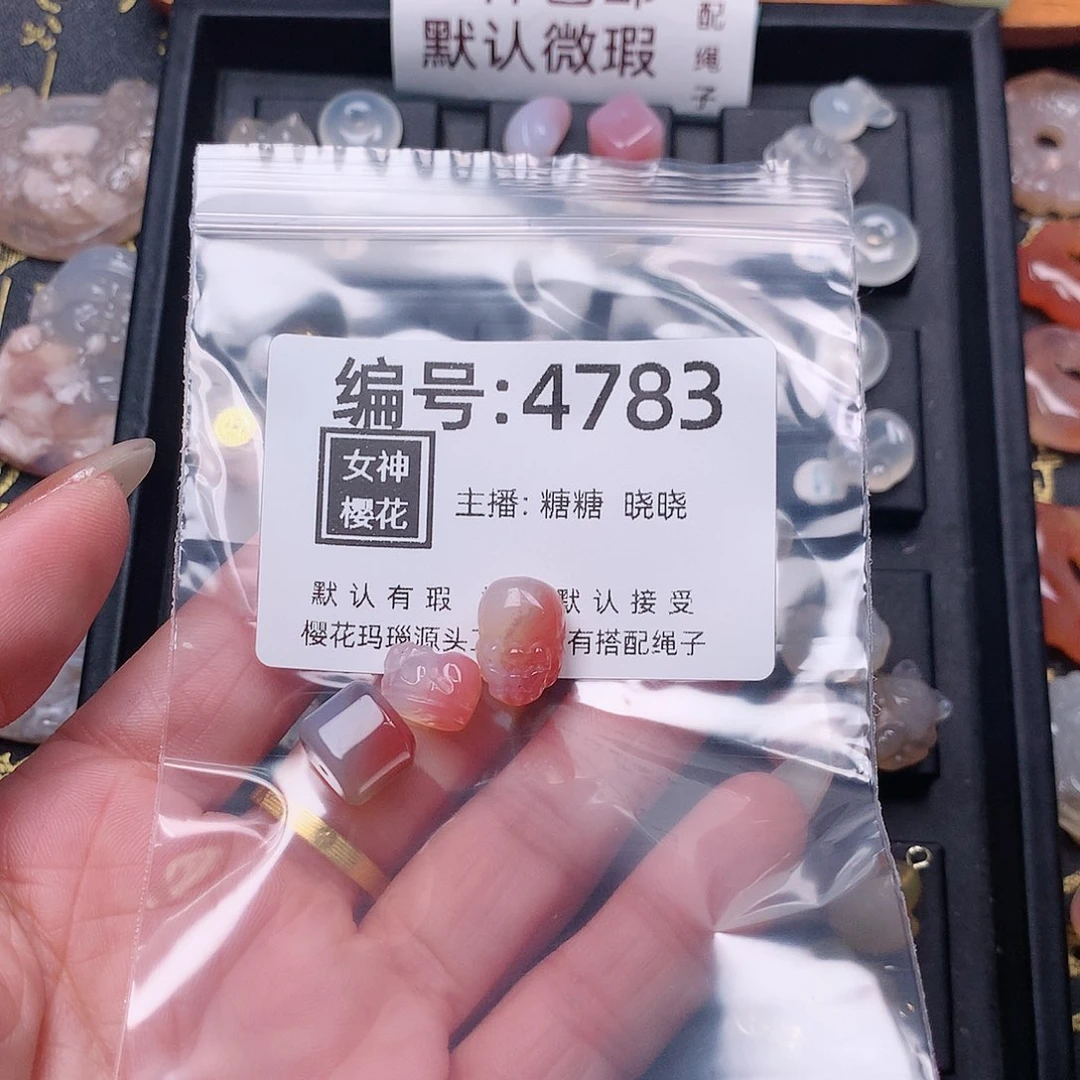 默认微瑕
配绳子
编号:4783
女神
樱花
主播: 糖糖 晓晓
默认有瑕 默认接受
樱花玛瑙源头 有搭配绳子